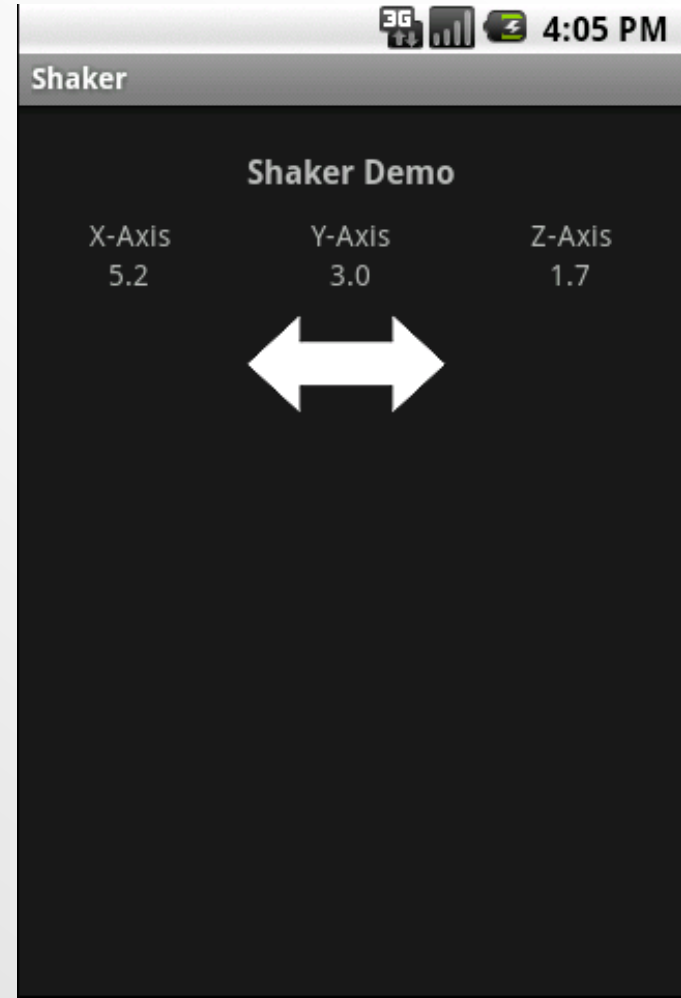 3G 4:05 PM
Shaker
Shaker Demo
X-Axis Y-Axis Z-Axis
5.2 3.0 1.7